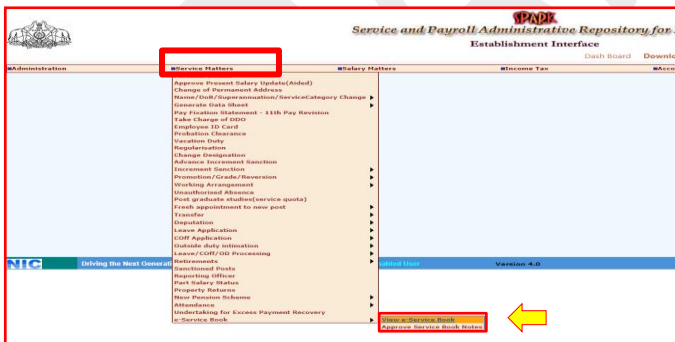 SPARK
Service and Payroll Administrative Repository for
Establishment Interface
Dash Board Downlo
Administration Service Matters Salary Matters Income Tax Acco
Approve Present Salary Update(Aided)
Change of Permanent Address
Name/DoB/Superannuation/ServiceCategory Change
Generate Data Sheet
Pay Fixation Statement - 11th Pay Revision
Take Charge of DDO
Employee ID Card
Probation Clearance
Vacation Duty
Regularisation
Change Designation
Advance Increment Sanction
Increment Sanction
Promotion/Grade/Reversion
Working Arrangement
Unauthorised Absence
Post graduate studies(service quota)
Fresh appointment to new post
Transfer
Deputation
Leave Application
COff Application
Outside duty intimation
Leave/COff/OD Processing
NIC Driving the Next Generati Retirements abled User Version 4.0
Sanctioned Posts
Reporting Officer
Part Salary Status
Property Returns
New Pension Scheme
Attendance
Undertaking for Excess Payment Recovery
e-Service Book View e-Service Book
Approve Service Book Notes